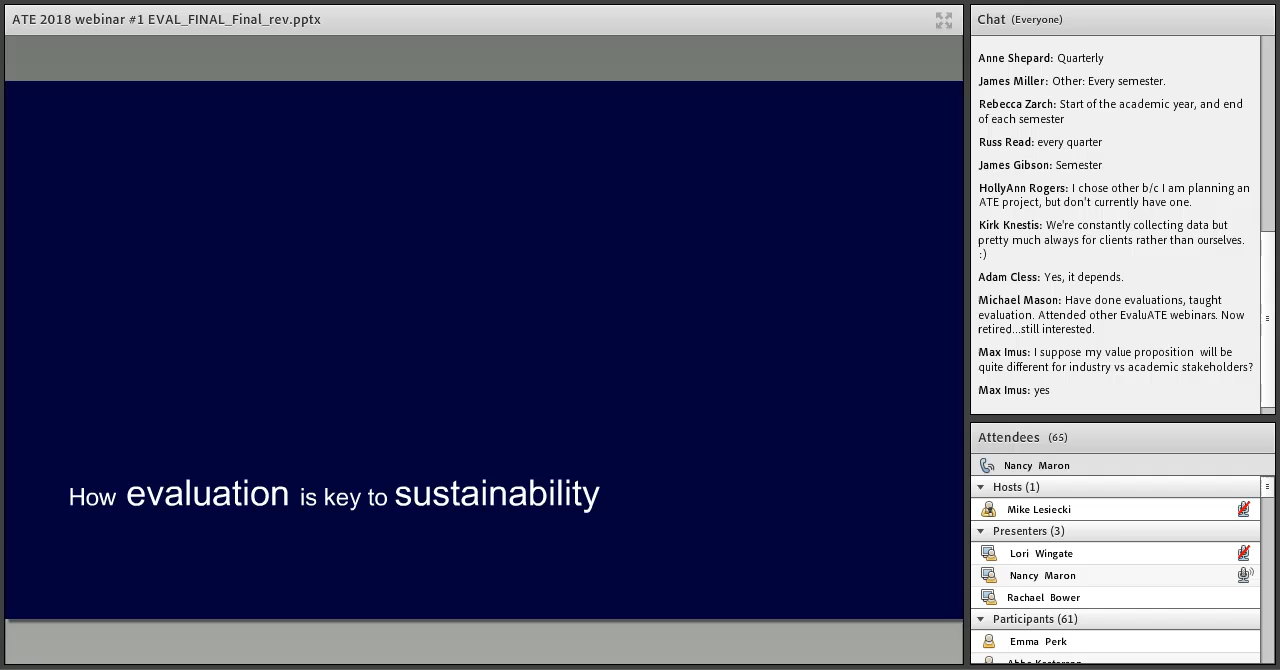 ATE 2018 webinar #1 EVAL_FINAL_Final_rev.pptx
How evaluation is key to sustainability
Chat (Everyone)
Anne Shepard: Quarterly
James Miller: Other: Every semester.
Rebecca Zarch: Start of the academic year, and end
of each semester
Russ Read: every quarter
James Gibson: Semester
HollyAnn Rogers: I chose other b/c I am planning an
ATE project, but don't currently have one.
Kirk Knestis: We're constantly collecting data but
pretty much always for clients rather than ourselves.
:)
Adam Cless: Yes, it depends.
Michael Mason: Have done evaluations, taught
evaluation. Attended other EvaluATE webinars. Now
retired...still interested.
Max Imus: I suppose my value proposition will be
quite different for industry vs academic stakeholders?
Max Imus: yes
Attendees (65)
Nancy Maron
Hosts (1)
Mike Lesiecki
Presenters (3)
Lori Wingate
Nancy Maron
Rachael Bower
Participants (61)
Emma Perk